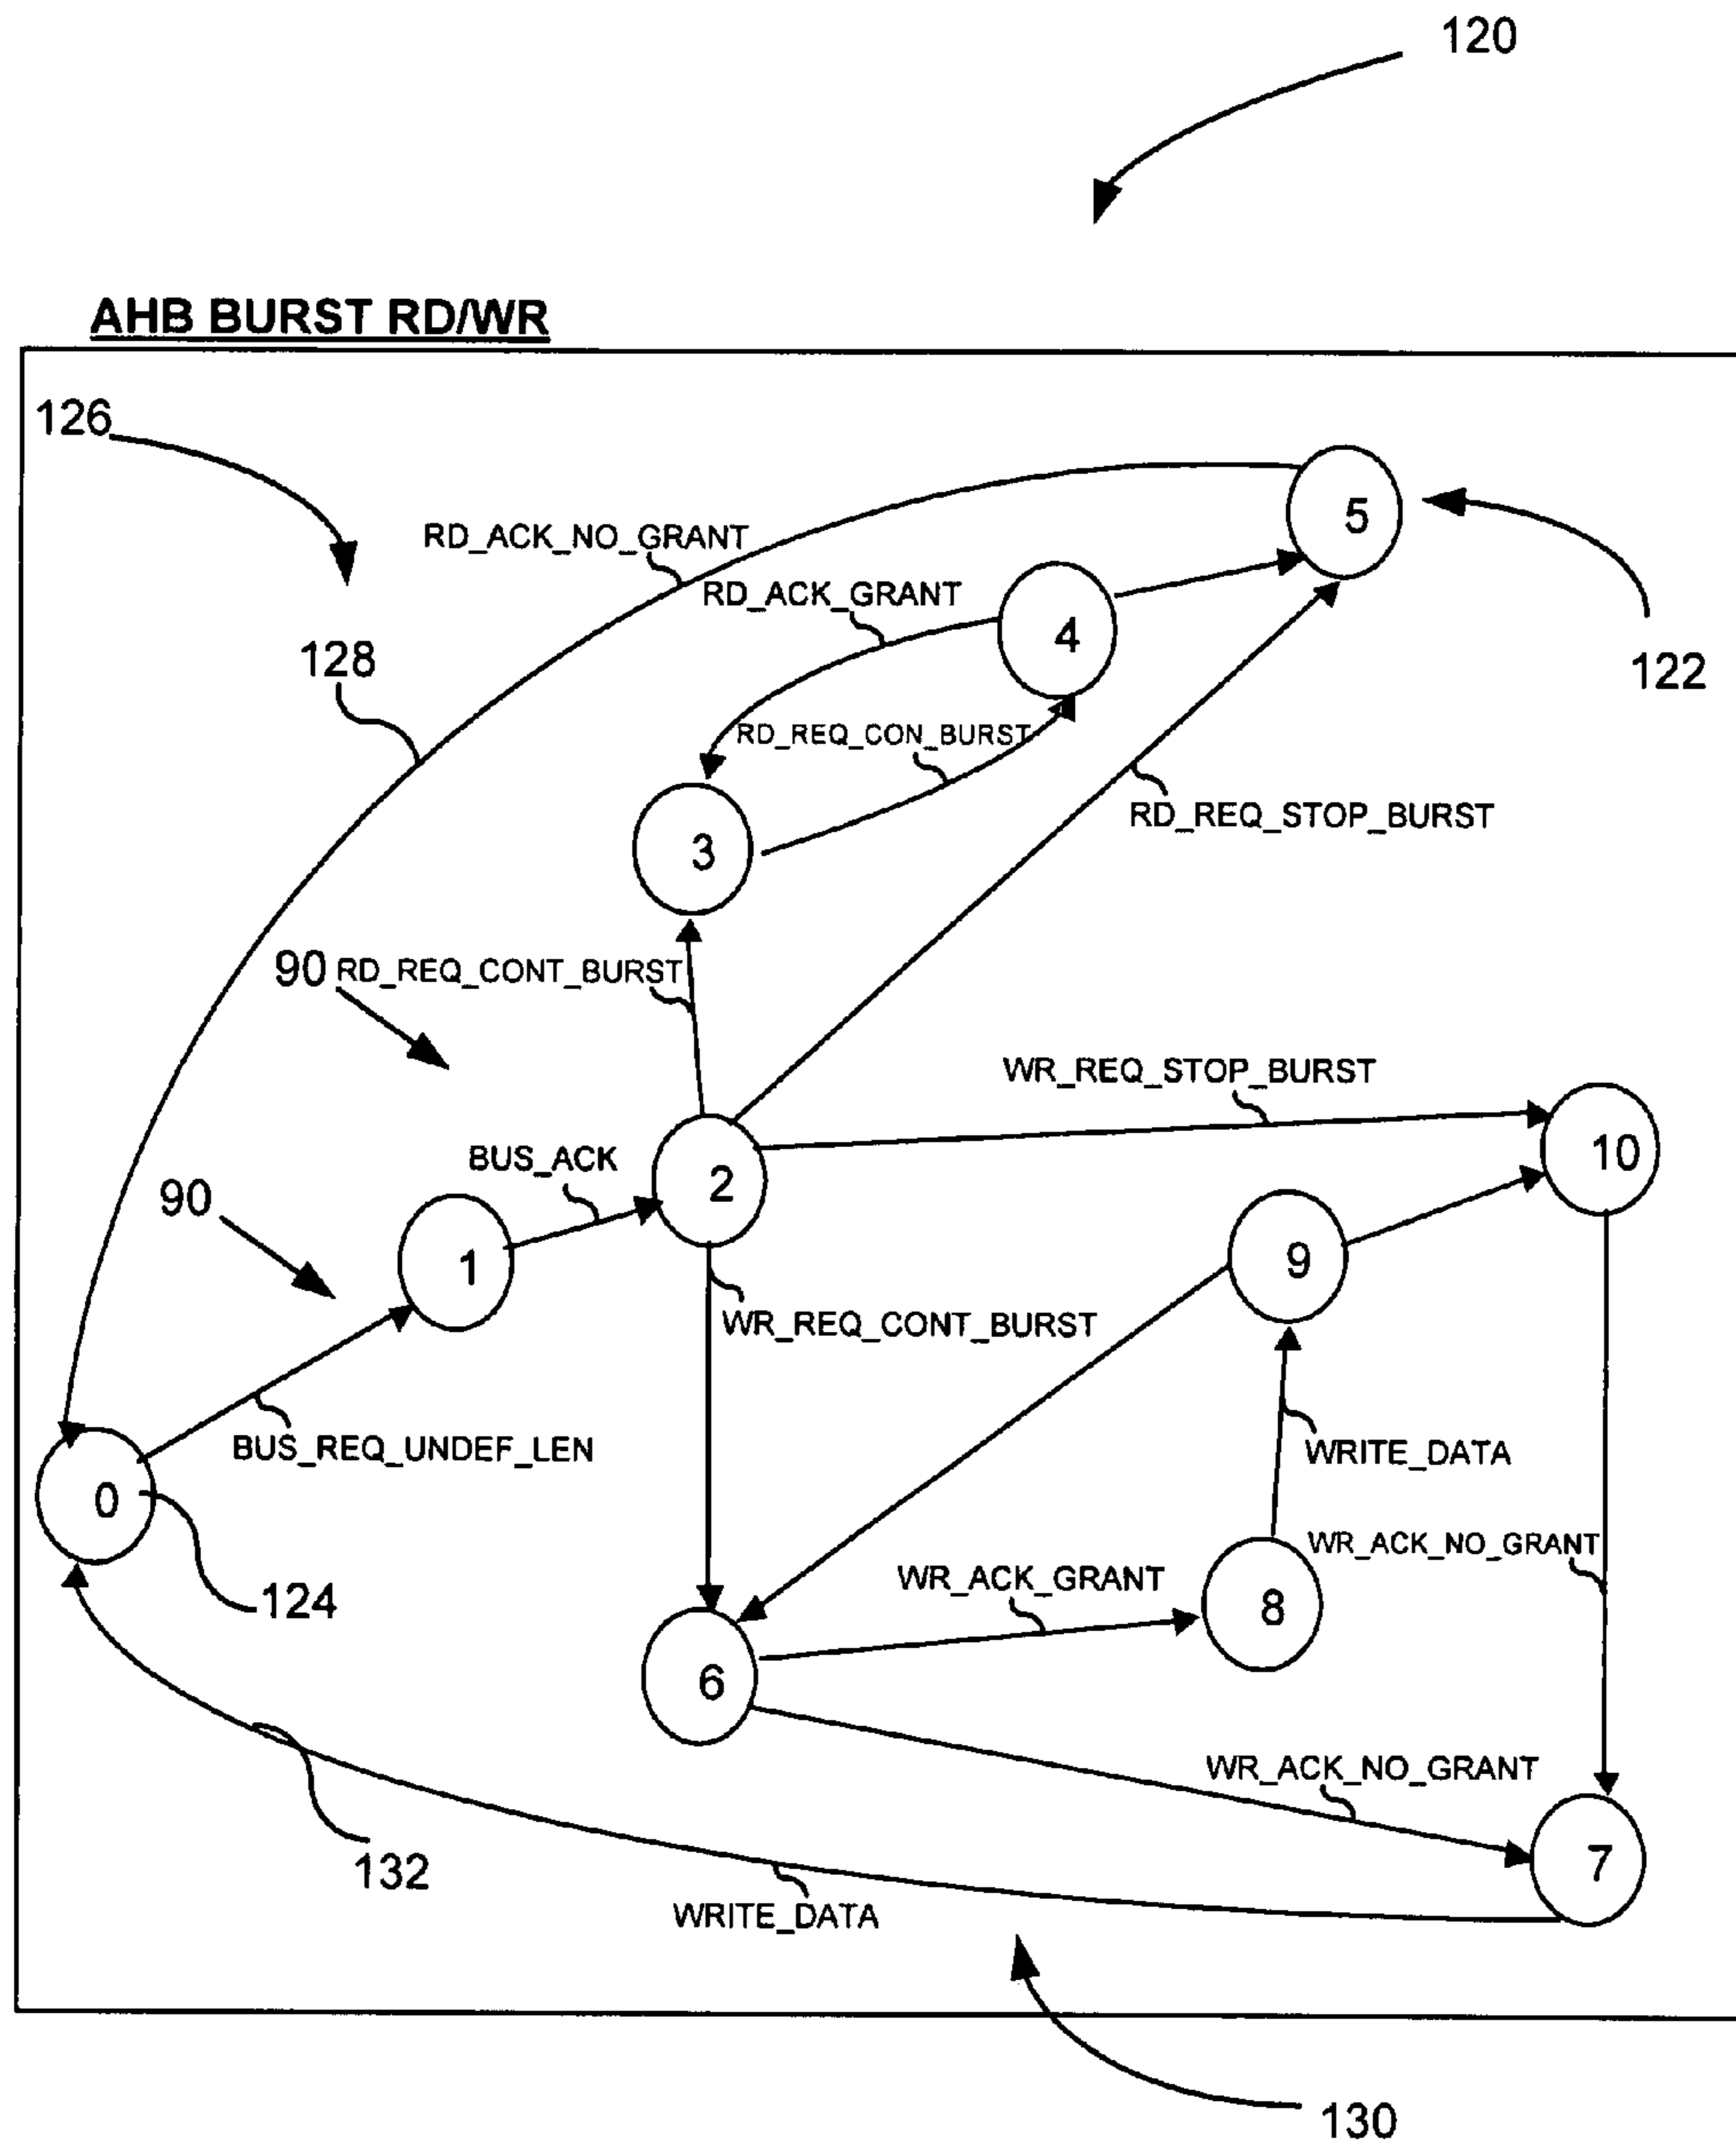 120
AHB BURST RD/WR
126
5
RD_ACK_NO_GRANT
RD_ACK_GRANT
4
128
122
RD_REQ_CON_BURST
RD_REQ_STOP_BURST
3
90 RD_REQ_CONT_BURST
WR_REQ_STOP_BURST
10
BUS_ACK
2
90
1
9
WR_REQ_CONT_BURST
BUS_REQ_UNDEF_LEN
WRITE_DATA
0
WR_ACK_NO_GRANT
WR_ACK_GRANT
124
8
6
WR_ACK_NO_GRANT
7
132
WRITE_DATA
130